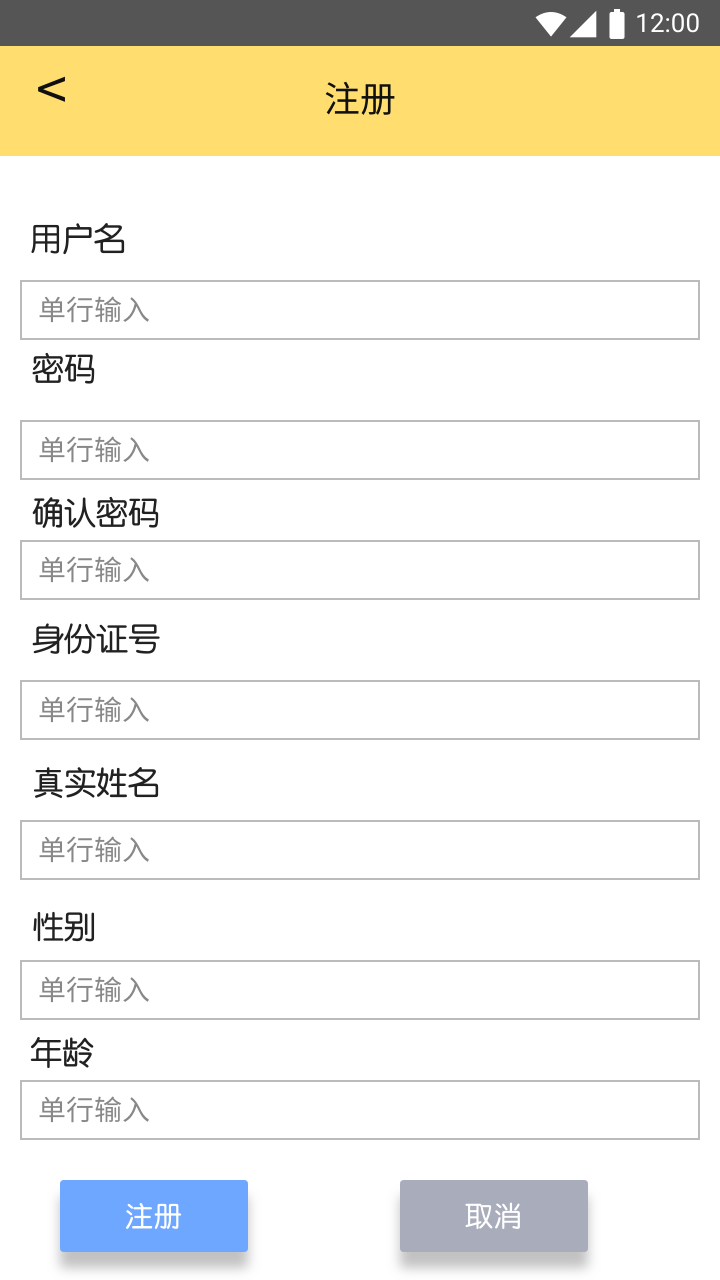 12:00
<
注册
用户名
单行输入
密码
单行输入
确认密码
单行输入
身份证号
单行输入
真实姓名
单行输入
性别
单行输入
年龄
单行输入
注册
取消